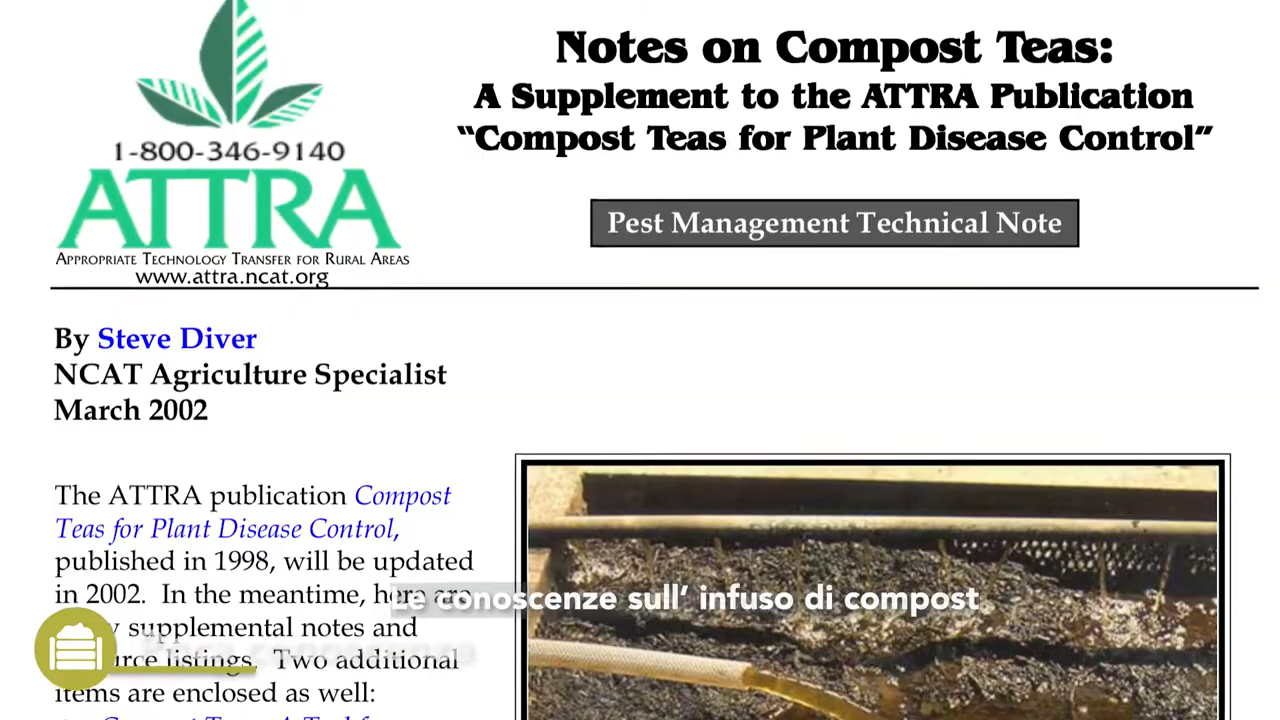 Notes on Compost Teas:
A Supplement to the ATTRA Publication
“Compost Teas for Plant Disease Control”
1-800-346-9140
ATTRA
APPROPRIATE TECHNOLOGY TRANSFER FOR RURAL AREAS
www.attra.ncat.org
Pest Management Technical Note
By Steve Diver
NCAT Agriculture Specialist
March 2002
The ATTRA publication Compost
Teas for Plant Disease Control,
published in 1998, will be updated
in 2002. In the meantime, here are
supplemental notes and
listings. Two additional
items are enclosed as well:
Le conoscenze sull’ infuso di compost